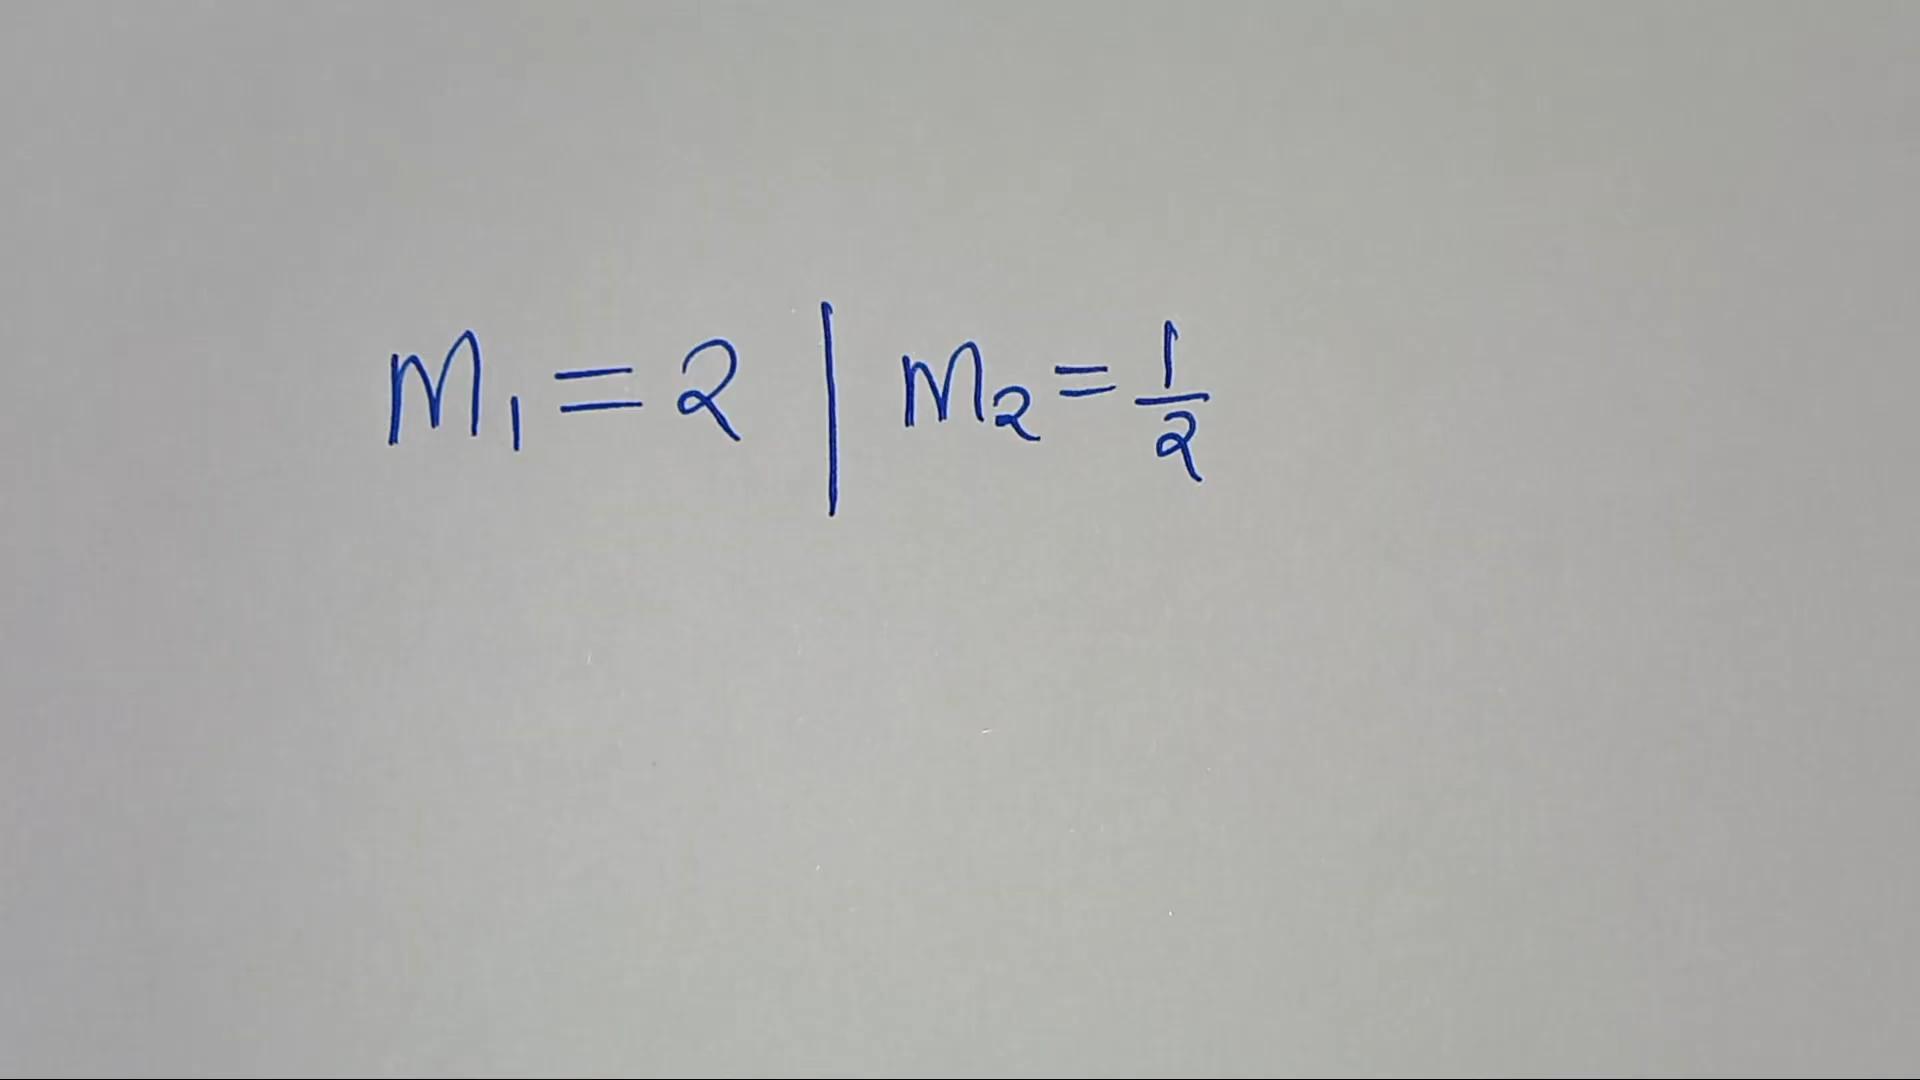 M₁ = 2 | M₂ = 1/2